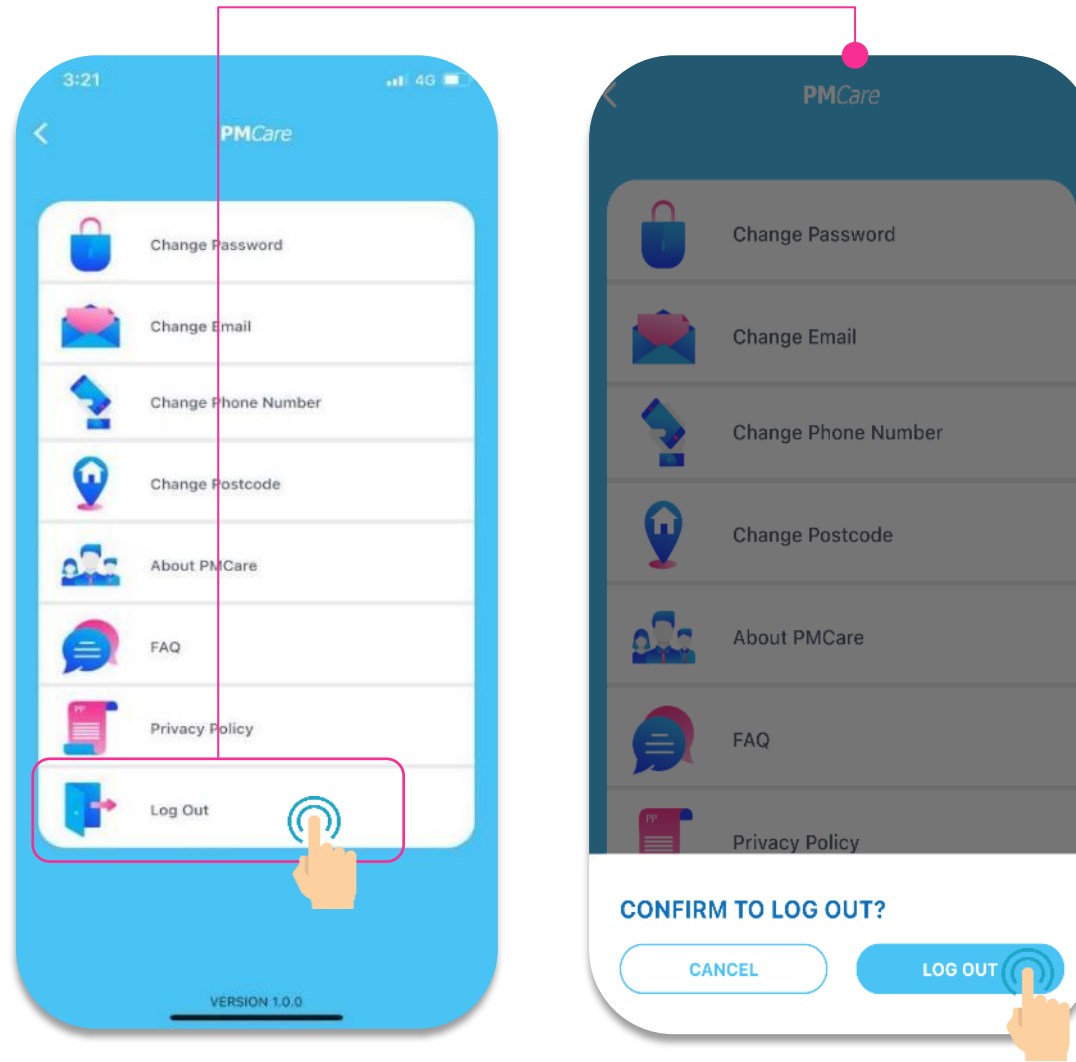 3:21
4G
PMCare
Change Password
Change Email
Change Phone Number
Change Postcode
About PMCare
FAQ
PP
Privacy Policy
Log Out
VERSION 1.0.0
PMCare
Change Password
Change Email
Change Phone Number
Change Postcode
About PMCare
FAQ
PP
Privacy Policy
CONFIRM TO LOG OUT?
CANCEL
LOG OUT